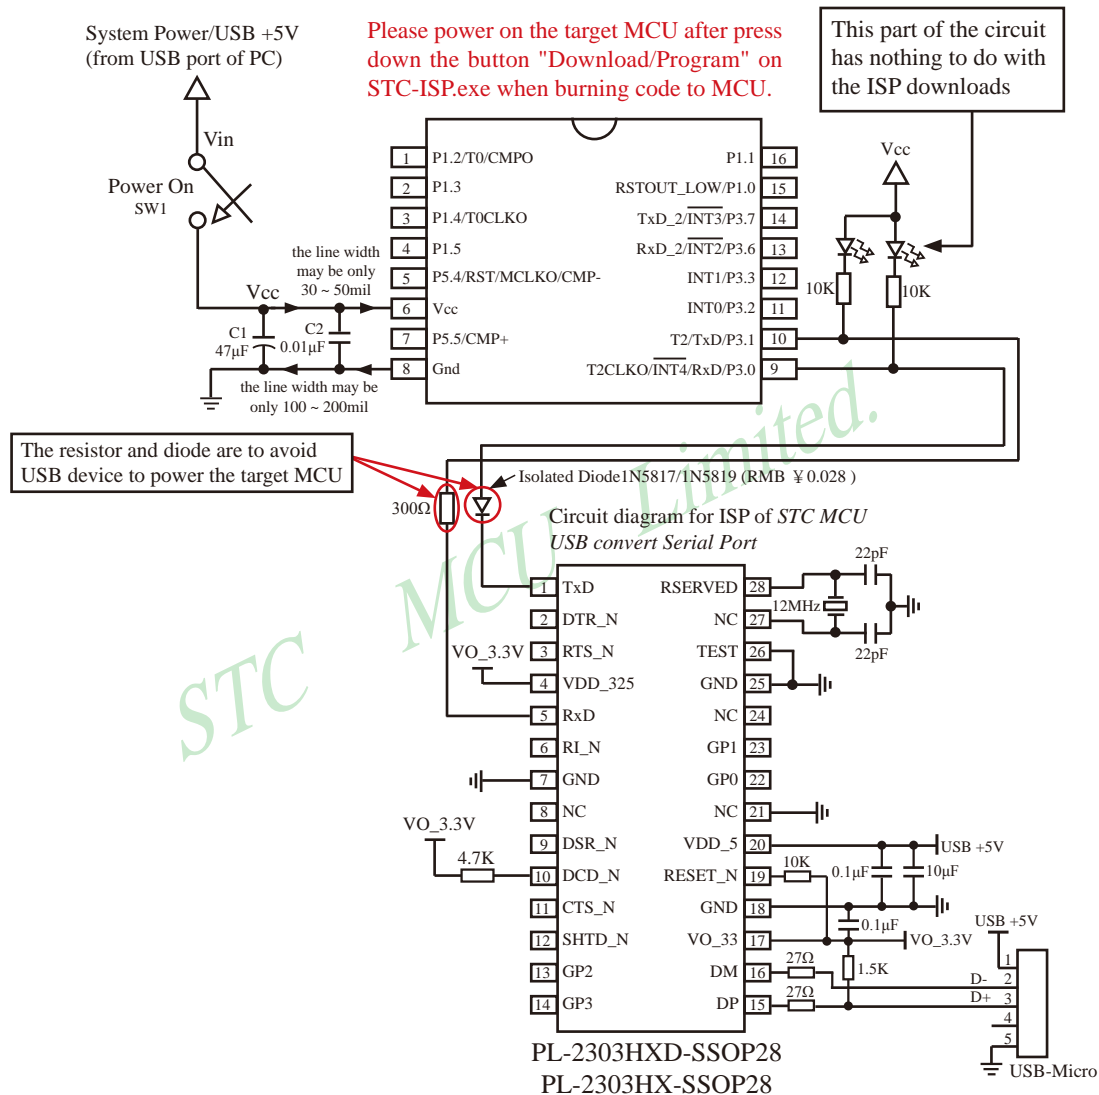 System Power/USB +5V
(from USB port of PC)
Please power on the target MCU after press
down the button "Download/Program" on
STC-ISP.exe when burning code to MCU.
This part of the circuit
has nothing to do with
the ISP downloads
Vin
Power On
SW1
Vcc
the line width
may be only
30 ~ 50mil
C1
47μF
C2
0.01μF
the line width may be
only 100 ~ 200mil
1 P1.2/T0/CMPO
2 P1.3
3 P1.4/T0CLKO
4 P1.5
5 P5.4/RST/MCLKO/CMP-
6 Vcc
7 P5.5/CMP+
8 Gnd
P1.1 16
RSTOUT_LOW/P1.0 15
TxD_2/INT3/P3.7 14
RxD_2/INT2/P3.6 13
INT1/P3.3 12
INT0/P3.2 11
T2/TxD/P3.1 10
T2CLKO/INT4/RxD/P3.0 9
Vcc
10K
10K
The resistor and diode are to avoid
USB device to power the target MCU
300Ω
Isolated Diode1N5817/1N5819 (RMB ¥0.028 )
Circuit diagram for ISP of STC MCU
USB convert Serial Port
STC MCU Limited.
1 TxD
2 DTR_N
3 RTS_N
4 VDD_325
5 RxD
6 RI_N
7 GND
8 NC
9 DSR_N
10 DCD_N
11 CTS_N
12 SHTD_N
13 GP2
14 GP3
VO_3.3V
VO_3.3V
4.7K
RSERVED 28
NC 27
TEST 26
GND 25
NC 24
GP1 23
GP0 22
NC 21
VDD_5 20
RESET_N 19
GND 18
VO_33 17
DM 16
DP 15
22pF
12MHz
22pF
USB +5V
10K
0.1μF
10μF
0.1μF
VO_3.3V
USB +5V
27Ω
1.5K
27Ω
D-
D+
1
2
3
4
5
USB-Micro
PL-2303HXD-SSOP28
PL-2303HX-SSOP28